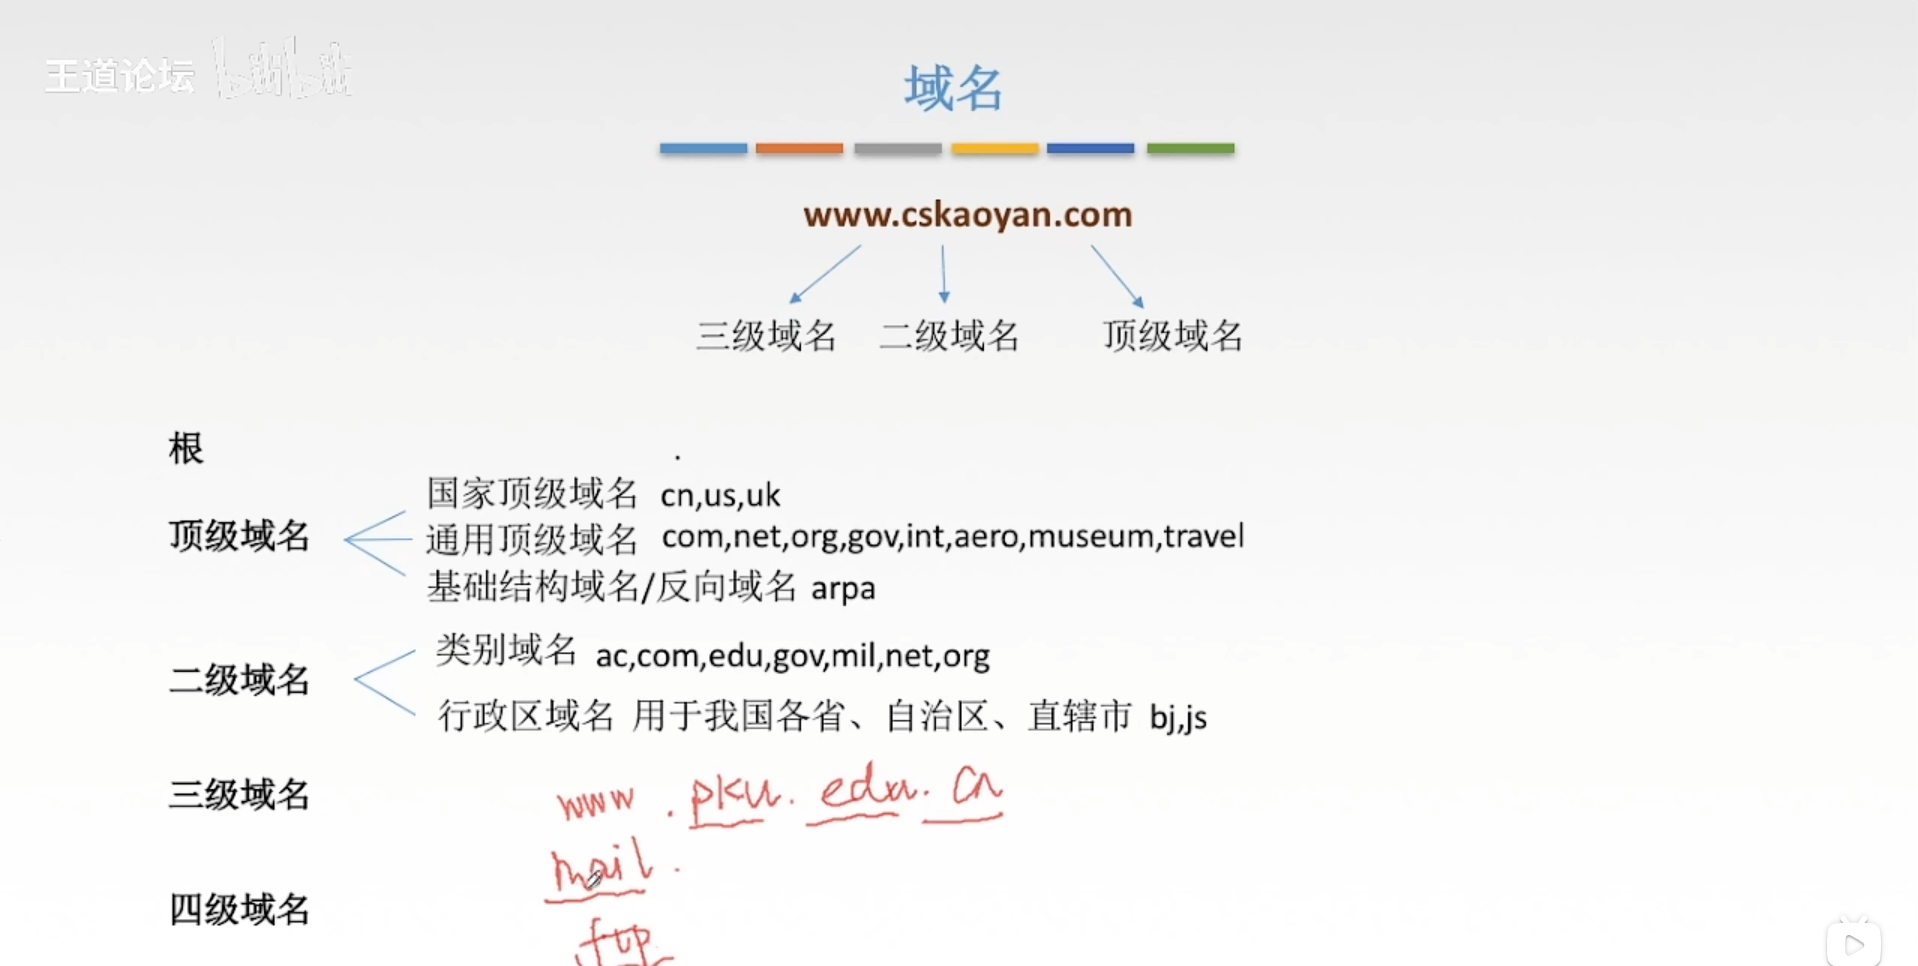 王道论坛 bilibili
域名
www.cskaoyan.com
三级域名 二级域名 顶级域名
根 .
国家顶级域名 cn,us,uk
顶级域名 通用顶级域名 com,net,org,gov,int,aero,museum,travel
基础结构域名/反向域名 arpa
类别域名 ac,com,edu,gov,mil,net,org
二级域名
行政区域名 用于我国各省、自治区、直辖市 bj,js
三级域名 www.pku.edu.cn
mail.
四级域名
ftp